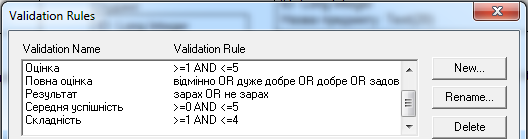 Validation Rules
Validation Name Validation Rule
Оцінка >=1 AND <=5
Повна оцінка відмінно OR дуже добре OR добре OR задов
Результат зарах OR не зарах
Середня успішність >=0 AND <=5
Складність >=1 AND <=4
New...
Rename...
Delete